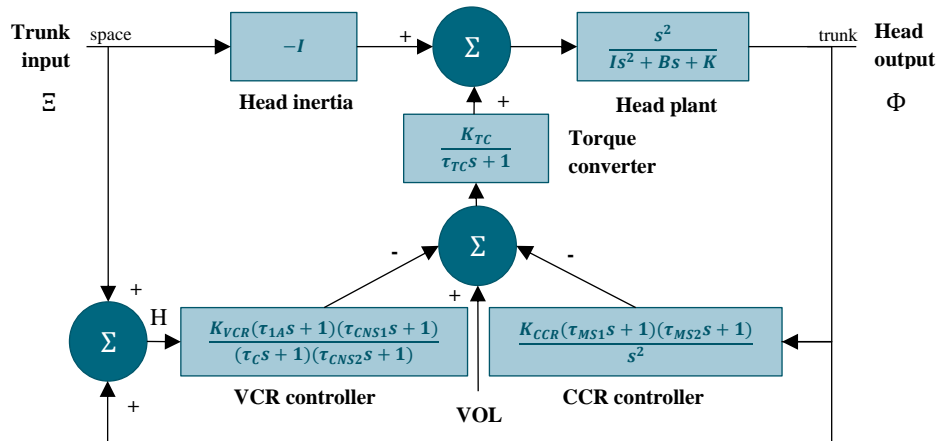 Trunk input
Ξ
space
−I
Head inertia
+
Σ
s²
Is² + Bs + K
Head plant
trunk
Head output
Φ
+
K_TC
τ_TC s + 1
Torque converter
Σ
-
-
+
+
Σ
+
H
K_VCR(τ_1A s + 1)(τ_CNS1 s + 1)
(τ_C s + 1)(τ_CNS2 s + 1)
VCR controller
VOL
K_CCR(τ_MS1 s + 1)(τ_MS2 s + 1)
s²
CCR controller